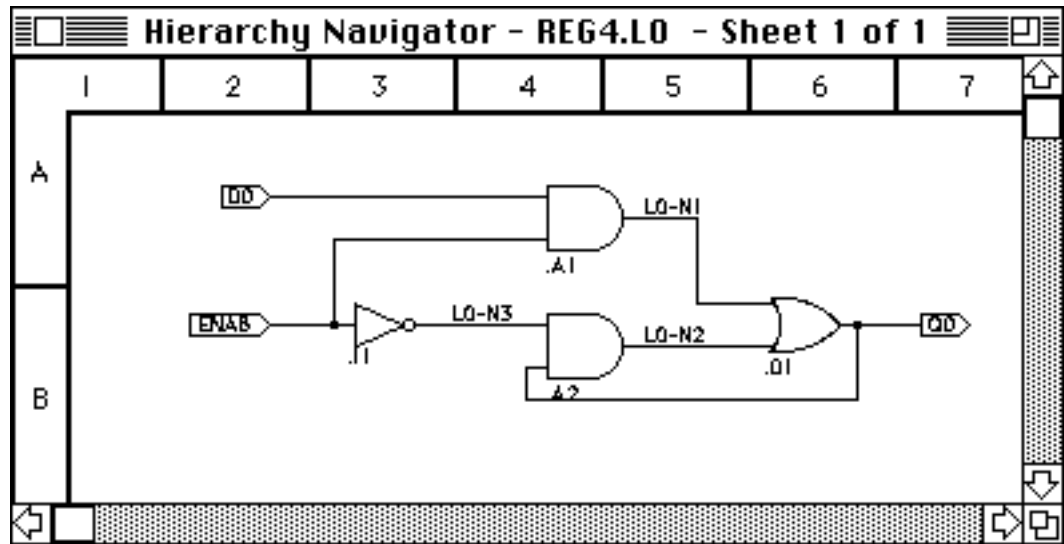 Hierarchy Navigator - REG4.L0 - Sheet 1 of 1
1 2 3 4 5 6 7
A
D0
L0-N1
.A1
ENAB
L0-N3
L0-N2
Q0
.I1
.O1
A2
B